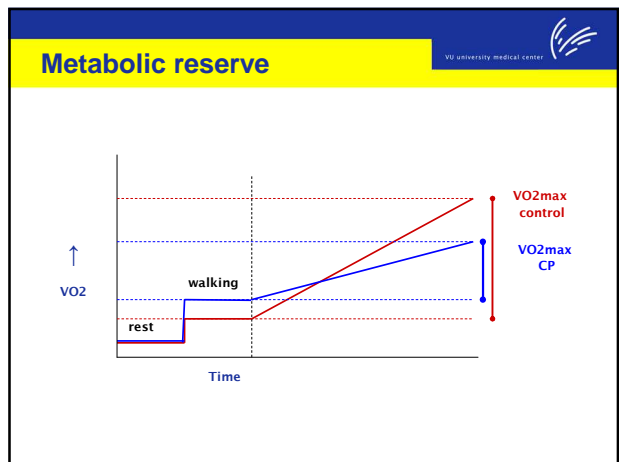 VU university medical center
Metabolic reserve
VO2max
control
VO2max
CP
↑
VO2
walking
rest
Time